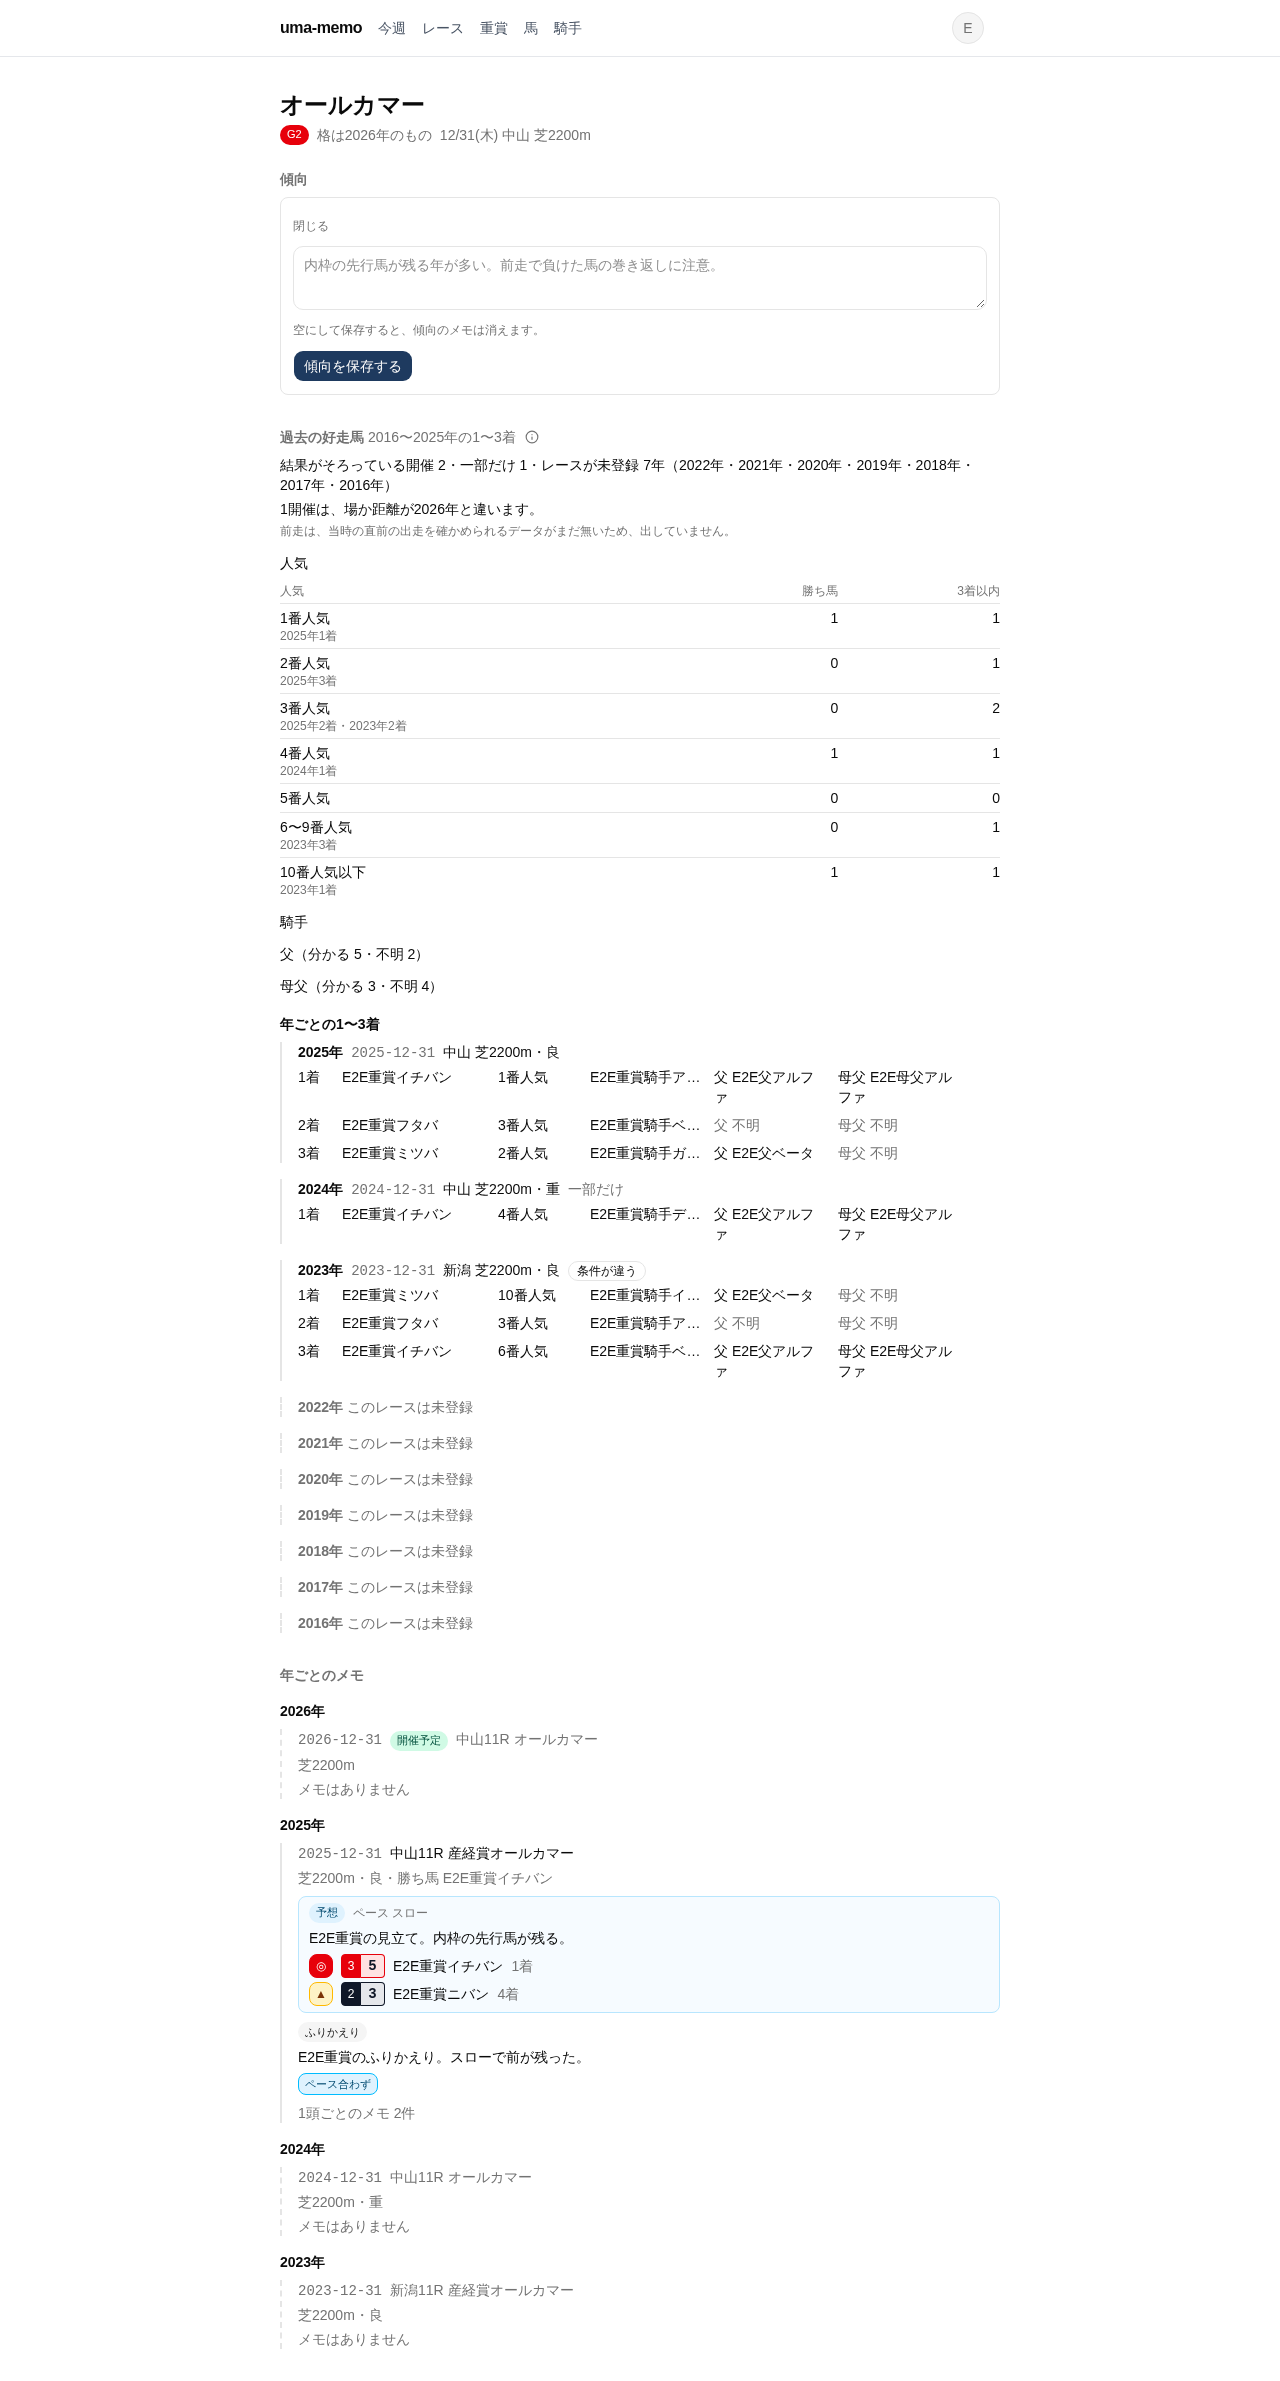 uma-memo 今週 レース 重賞 馬 騎手 E
オールカマー
G2 格は2026年のもの 12/31(木) 中山 芝2200m
傾向
閉じる
内枠の先行馬が残る年が多い。前走で負けた馬の巻き返しに注意。
空にして保存すると、傾向のメモは消えます。
傾向を保存する
過去の好走馬 2016〜2025年の1〜3着
結果がそろっている開催 2・一部だけ 1・レースが未登録 7年（2022年・2021年・2020年・2019年・2018年・
2017年・2016年）
1開催は、場か距離が2026年と違います。
前走は、当時の直前の出走を確かめられるデータがまだ無いため、出していません。
人気
人気 勝ち馬 3着以内
1番人気 1 1
2025年1着
2番人気 0 1
2025年3着
3番人気 0 2
2025年2着・2023年2着
4番人気 1 1
2024年1着
5番人気 0 0
6〜9番人気 0 1
2023年3着
10番人気以下 1 1
2023年1着
騎手
父（分かる 5・不明 2）
母父（分かる 3・不明 4）
年ごとの1〜3着
2025年 2025-12-31 中山 芝2200m・良
1着 E2E重賞イチバン 1番人気 E2E重賞騎手ア… 父 E2E父アルフ 母父 E2E母父アル
ァ ファ
2着 E2E重賞フタバ 3番人気 E2E重賞騎手ベ… 父 不明 母父 不明
3着 E2E重賞ミツバ 2番人気 E2E重賞騎手ガ… 父 E2E父ベータ 母父 不明
2024年 2024-12-31 中山 芝2200m・重 一部だけ
1着 E2E重賞イチバン 4番人気 E2E重賞騎手デ… 父 E2E父アルフ 母父 E2E母父アル
ァ ファ
2023年 2023-12-31 新潟 芝2200m・良 条件が違う
1着 E2E重賞ミツバ 10番人気 E2E重賞騎手イ… 父 E2E父ベータ 母父 不明
2着 E2E重賞フタバ 3番人気 E2E重賞騎手ア… 父 不明 母父 不明
3着 E2E重賞イチバン 6番人気 E2E重賞騎手ベ… 父 E2E父アルフ 母父 E2E母父アル
ァ ファ
2022年 このレースは未登録
2021年 このレースは未登録
2020年 このレースは未登録
2019年 このレースは未登録
2018年 このレースは未登録
2017年 このレースは未登録
2016年 このレースは未登録
年ごとのメモ
2026年
2026-12-31 開催予定 中山11R オールカマー
芝2200m
メモはありません
2025年
2025-12-31 中山11R 産経賞オールカマー
芝2200m・良・勝ち馬 E2E重賞イチバン
予想 ペース スロー
E2E重賞の見立て。内枠の先行馬が残る。
◎ 3 5 E2E重賞イチバン 1着
▲ 2 3 E2E重賞ニバン 4着
ふりかえり
E2E重賞のふりかえり。スローで前が残った。
ペース合わず
1頭ごとのメモ 2件
2024年
2024-12-31 中山11R オールカマー
芝2200m・重
メモはありません
2023年
2023-12-31 新潟11R 産経賞オールカマー
芝2200m・良
メモはありません